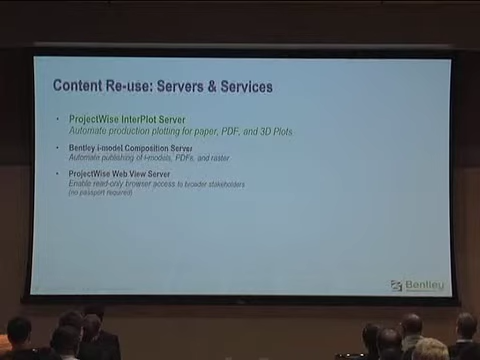 Content Re-use: Servers & Services
• ProjectWise InterPlot Server
Automate production plotting for paper, PDF, and 3D Plots
• Bentley i-model Composition Server
Automate publishing of i-models, PDFs, and raster
• ProjectWise Web View Server
Enable read-only browser access to broader stakeholders
(no passport required)
Bentley